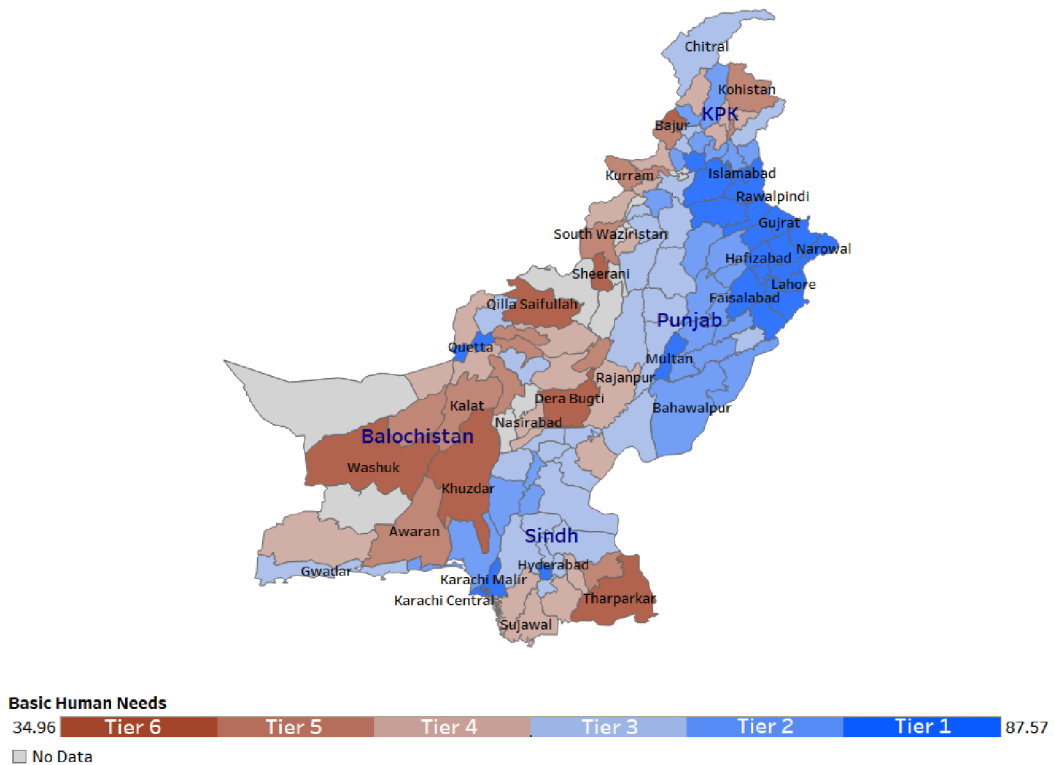 Chitral
Kohistan
KPK
Bajur
Islamabad
Kurram
Rawalpindi
Gujrat
South Waziristan
Narowal
Hafizabad
Sheerani
Lahore
Faisalabad
Qilla Saifullah
Punjab
Quetta
Multan
Rajanpur
Dera Bugti
Kalat
Bahawalpur
Nasirabad
Balochistan
Washuk
Khuzdar
Awaran
Sindh
Hyderabad
Gwadar
Karachi Malir
Karachi Central
Tharparkar
Sujawal
Basic Human Needs
34.96 Tier 6 Tier 5 Tier 4 Tier 3 Tier 2 Tier 1 87.57
No Data